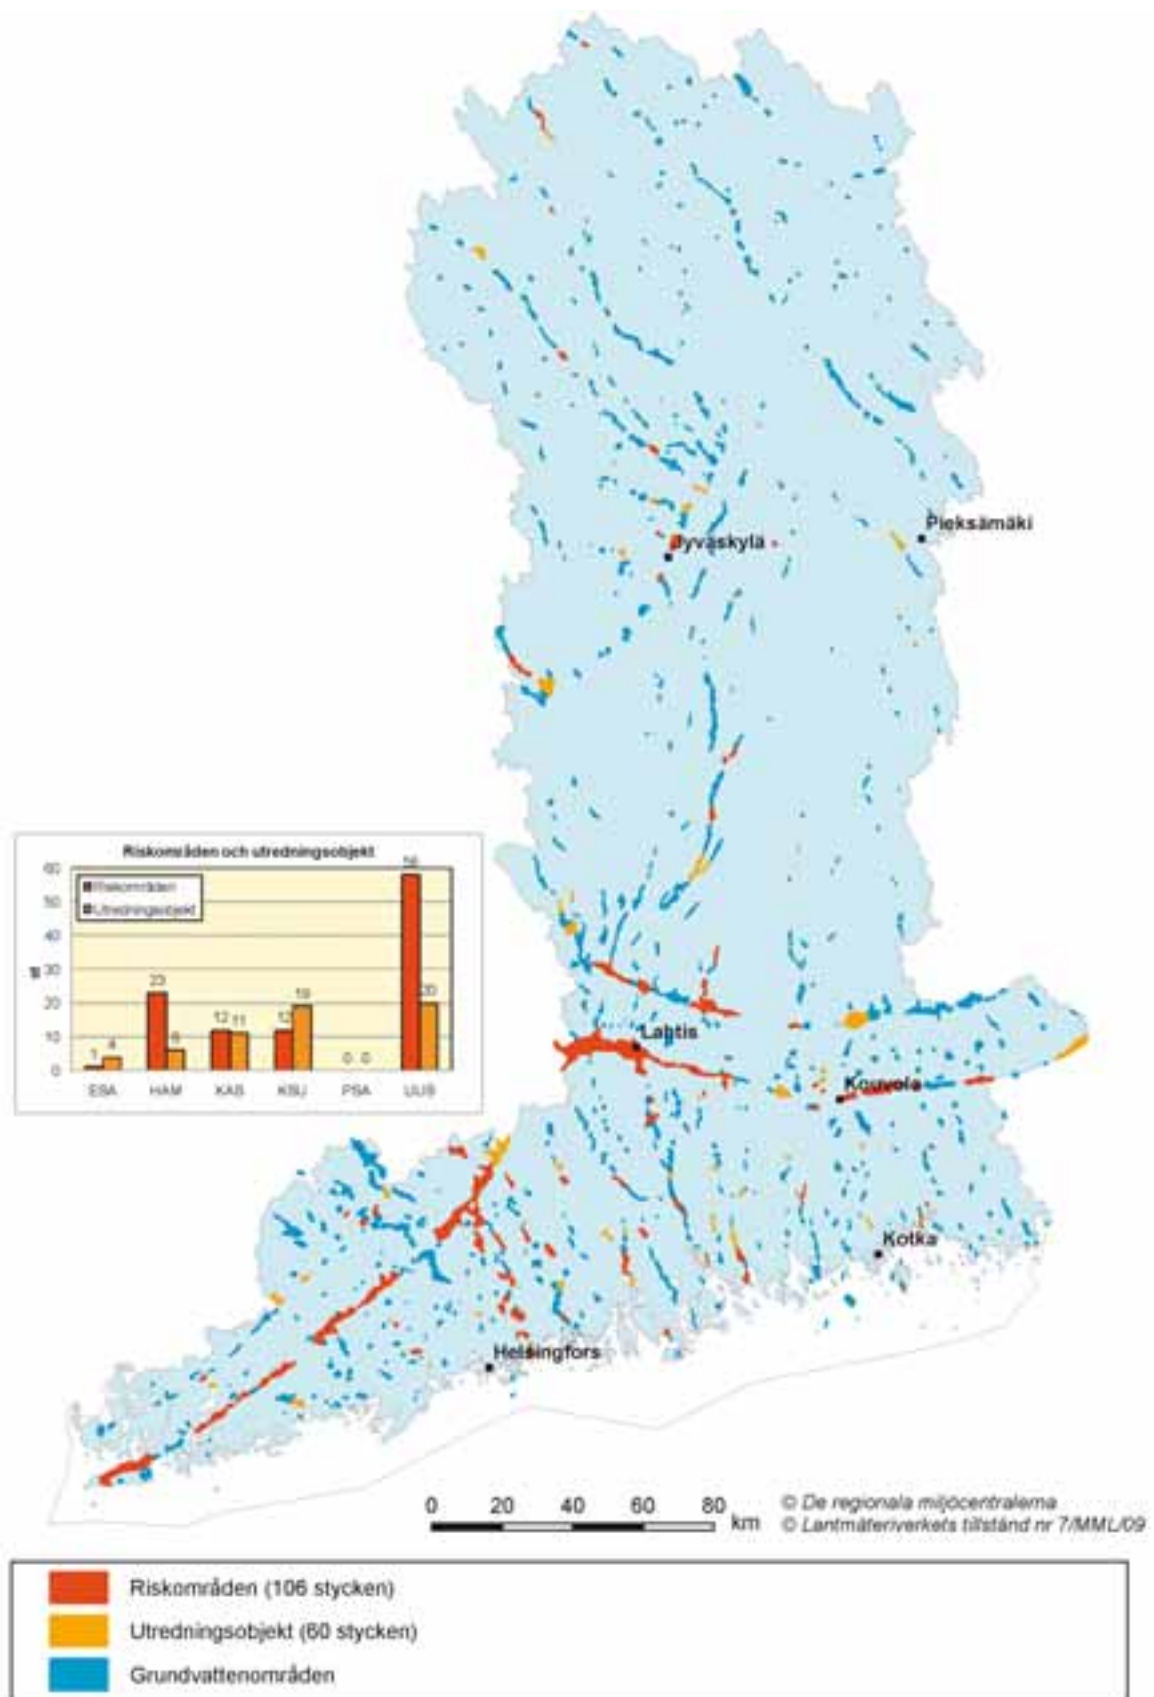 Pieksämäki
Jyväskylä
Riskområden och utredningsobjekt
60
50
40
30
20
10
0
st
Riskområden
Utredningsobjekt
1 4
23 6
12 11
12 19
0 0
58 20
ESA HAM KAS KSU PSA UUS
Lahtis
Kouvola
Kotka
Helsingfors
0 20 40 60 80
km
© De regionala miljöcentralerna
© Lantmäteriverkets tillstånd nr 7/MML/09
Riskområden (106 stycken)
Utredningsobjekt (60 stycken)
Grundvattenområden